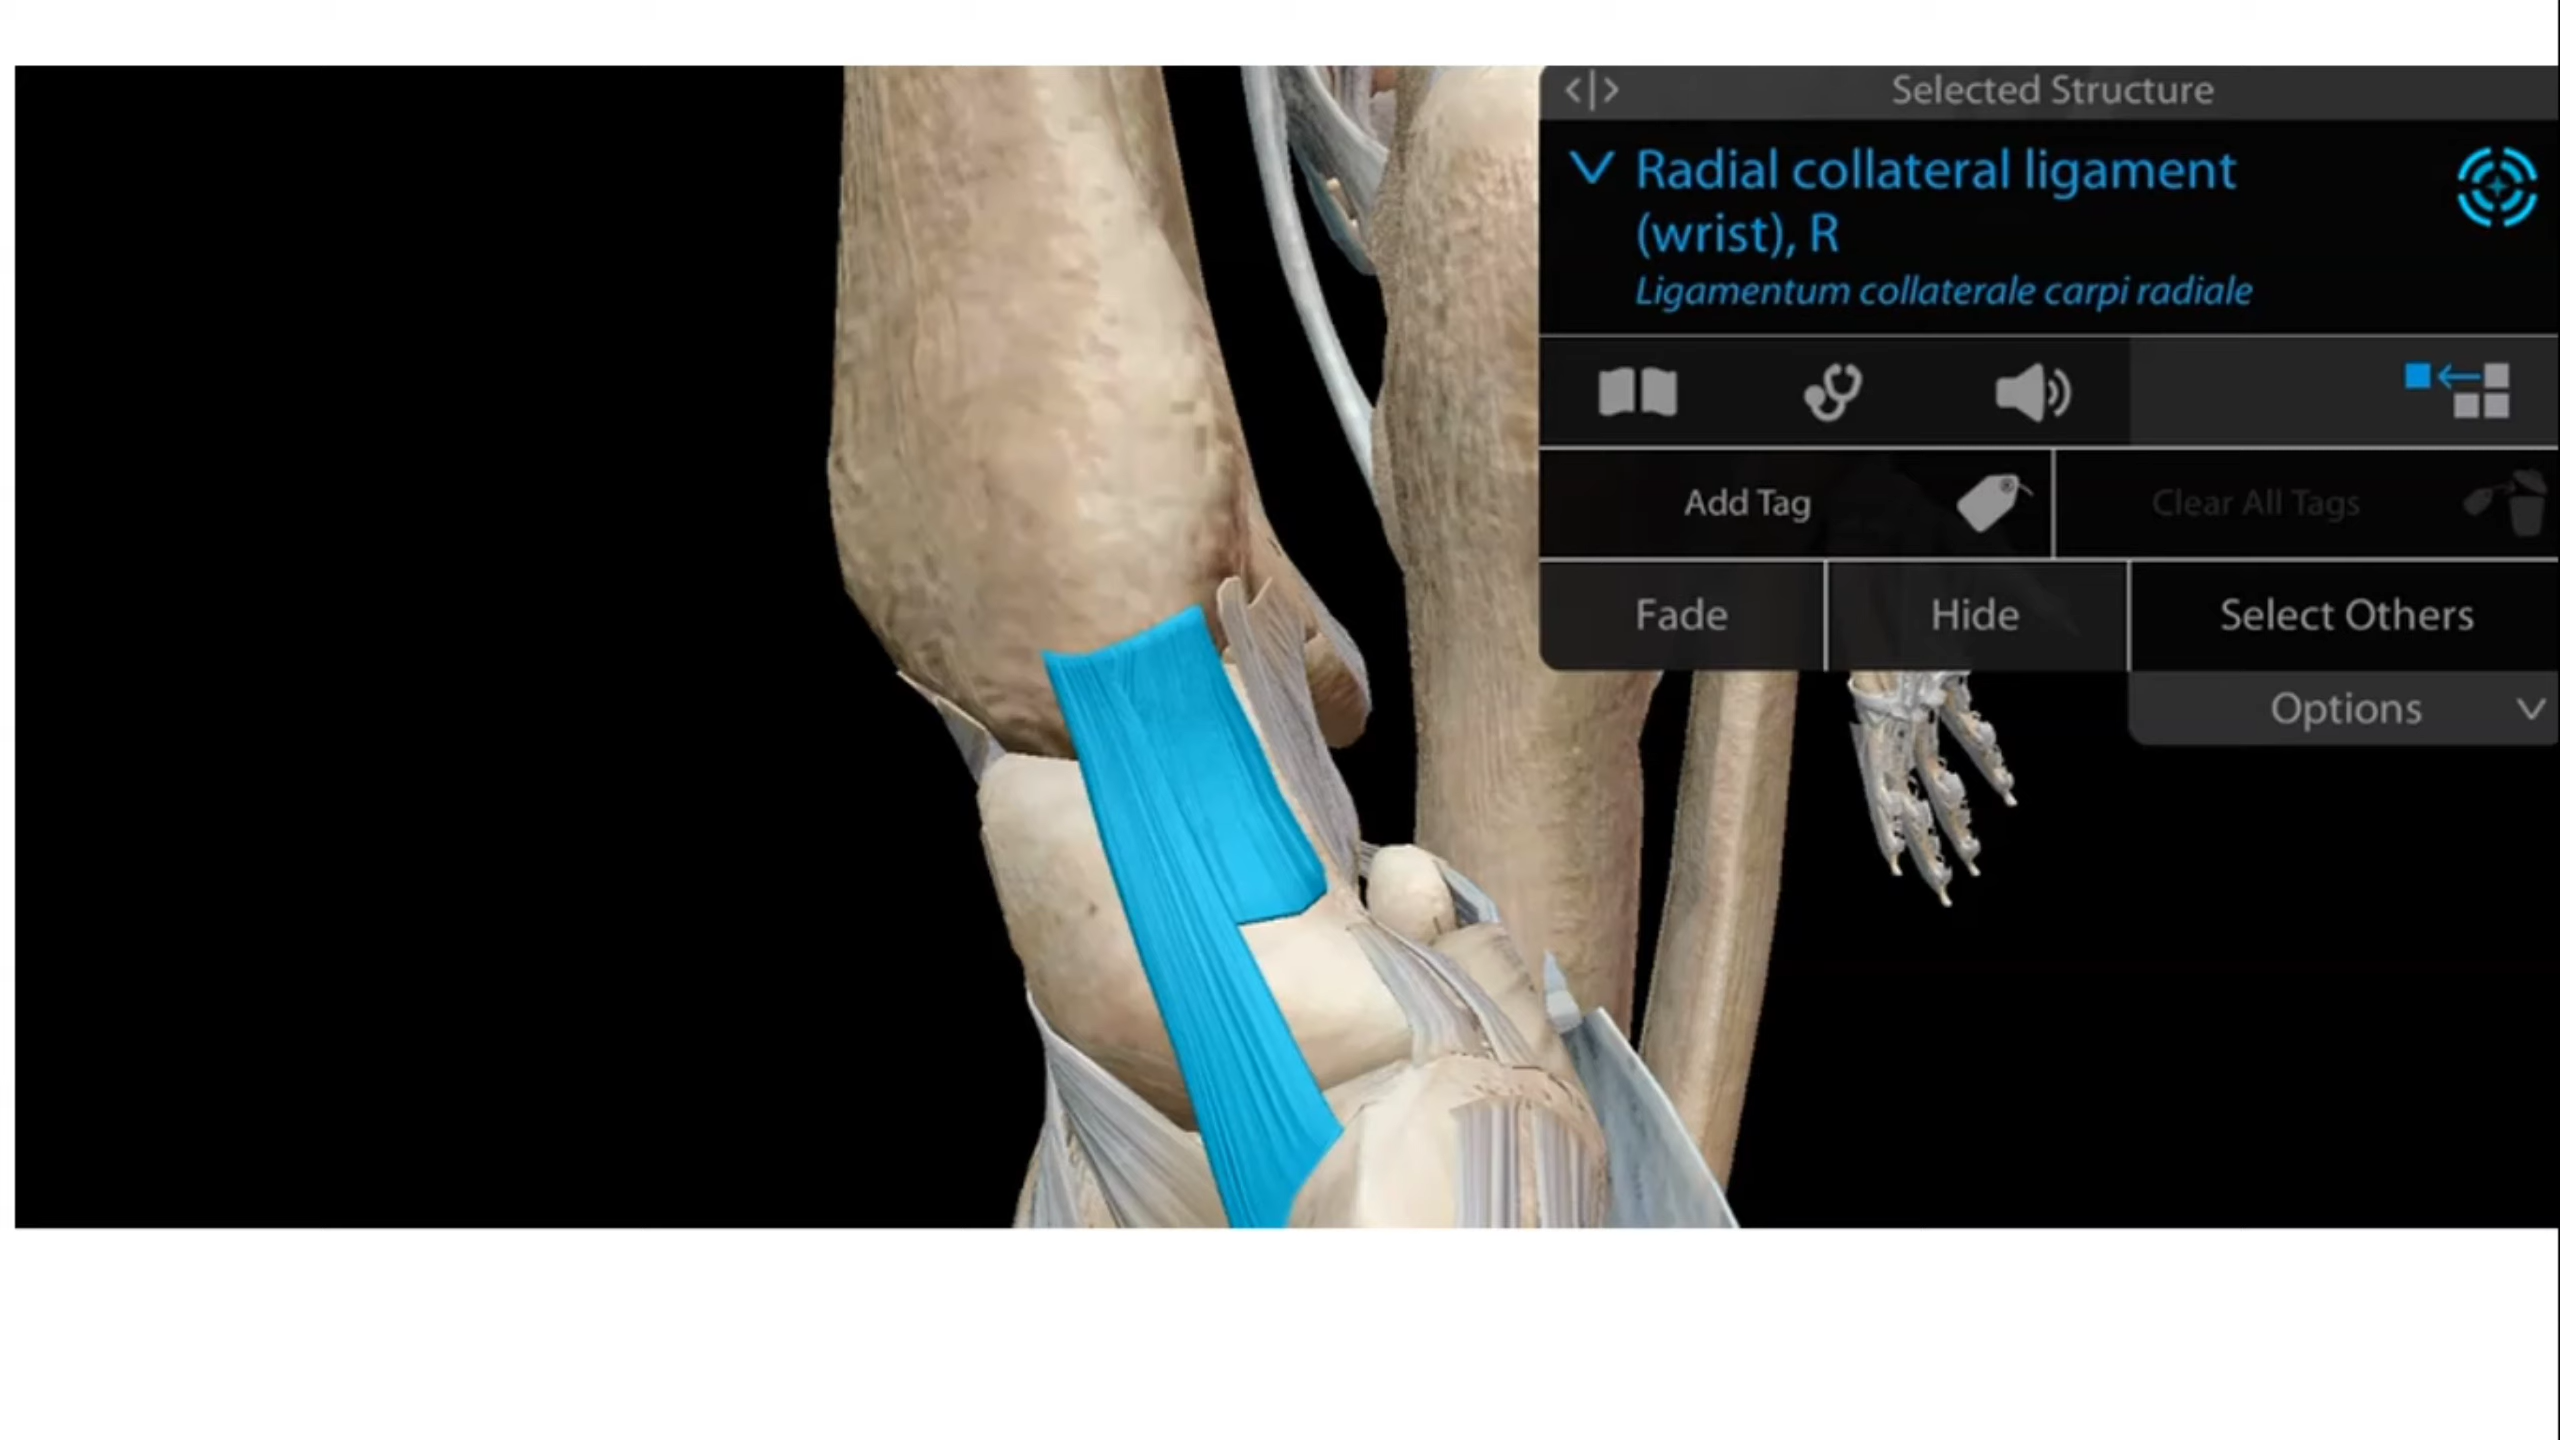 Selected Structure
Radial collateral ligament
(wrist), R
Ligamentum collaterale carpi radiale
Add Tag
Clear All Tags
Fade
Hide
Select Others
Options